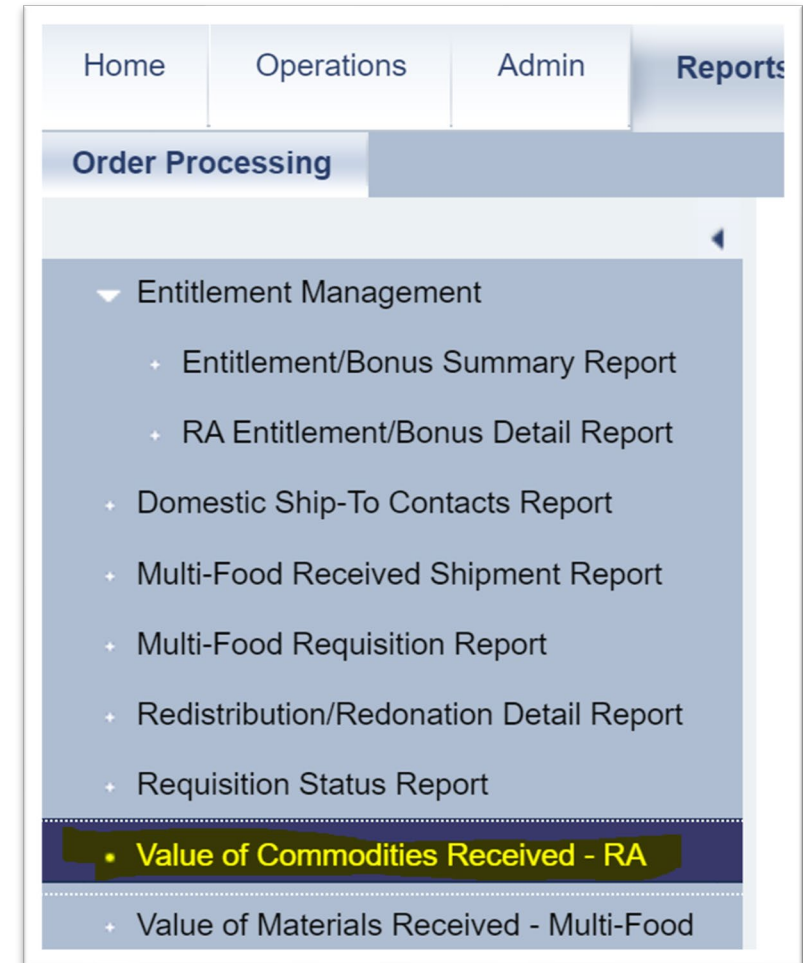 Home Operations Admin Reports
Order Processing
Entitlement Management
Entitlement/Bonus Summary Report
RA Entitlement/Bonus Detail Report
Domestic Ship-To Contacts Report
Multi-Food Received Shipment Report
Multi-Food Requisition Report
Redistribution/Redonation Detail Report
Requisition Status Report
Value of Commodities Received - RA
Value of Materials Received - Multi-Food